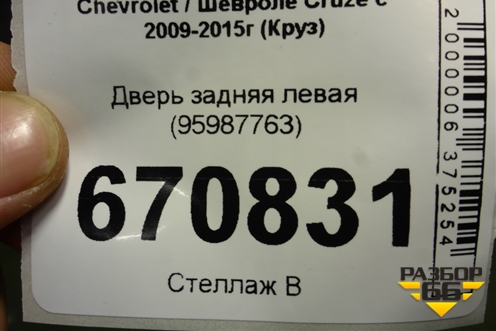 Chevrolet / Шевроле Cruze с
2009-2015г (Круз)
Дверь задняя левая
(95987763)
670831
Стеллаж В
2000006375254
РАЗБОР
66